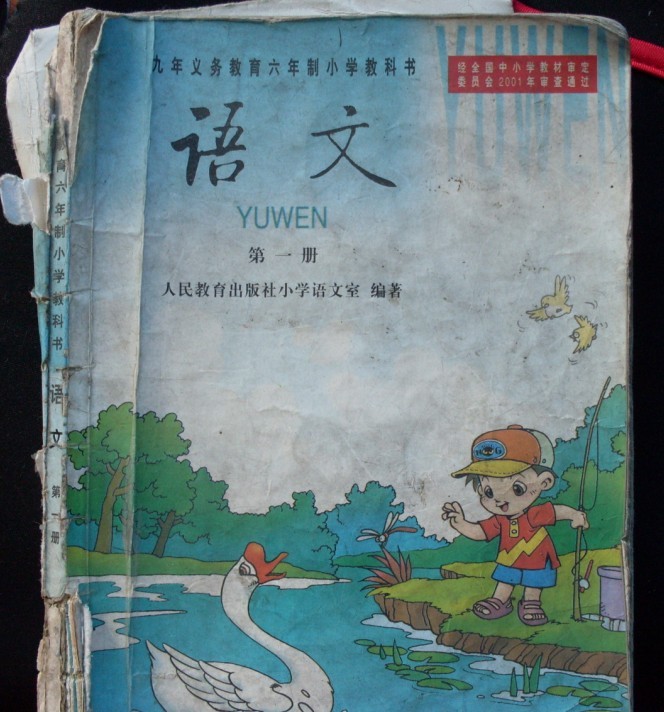 九年义务教育六年制小学教科书
经全国中小学教材审定
委员会2001年审查通过
YUWEN
语文
YUWEN
第一册
人民教育出版社小学语文室 编著
育六年制小学教科书
语文
第一册